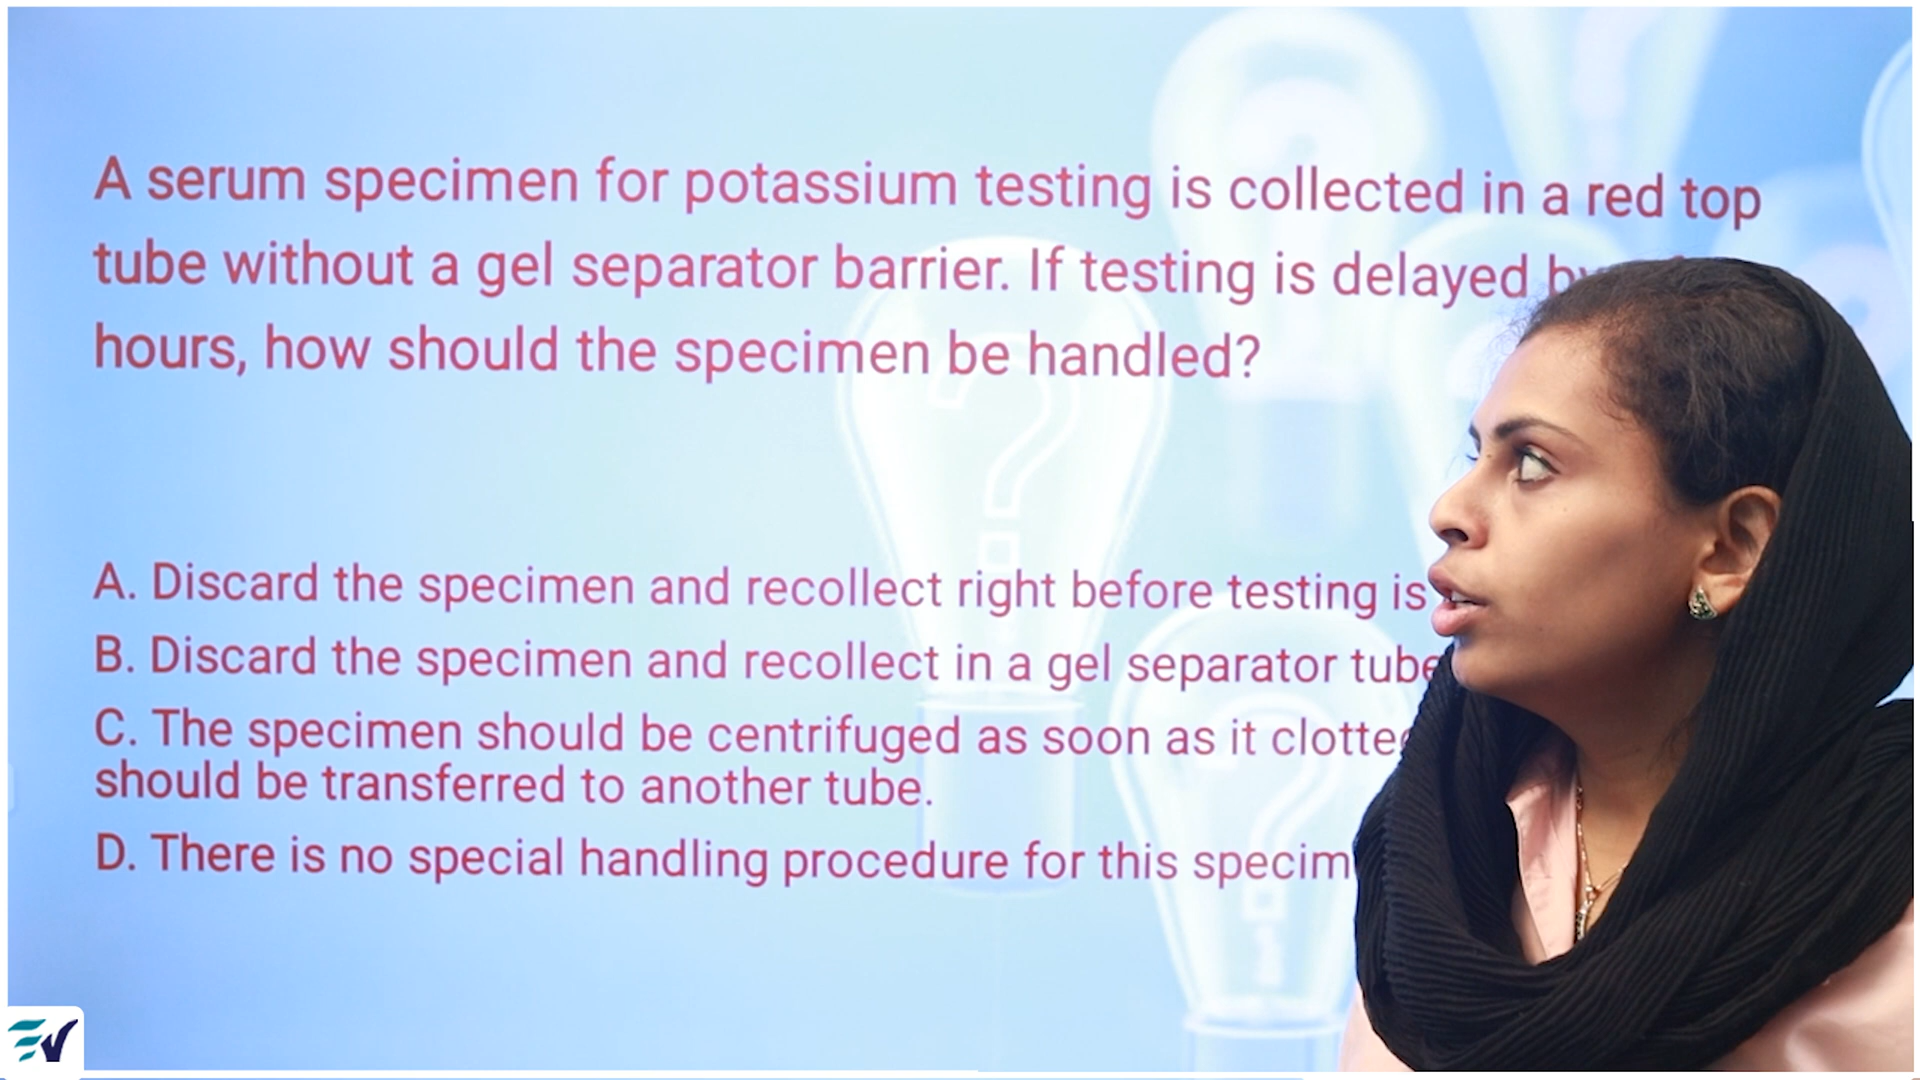 A serum specimen for potassium testing is collected in a red top
tube without a gel separator barrier. If testing is delayed by
hours, how should the specimen be handled?
A. Discard the specimen and recollect right before testing is
B. Discard the specimen and recollect in a gel separator tube
C. The specimen should be centrifuged as soon as it
should be transferred to another tube.
D. There is no special handling procedure for this